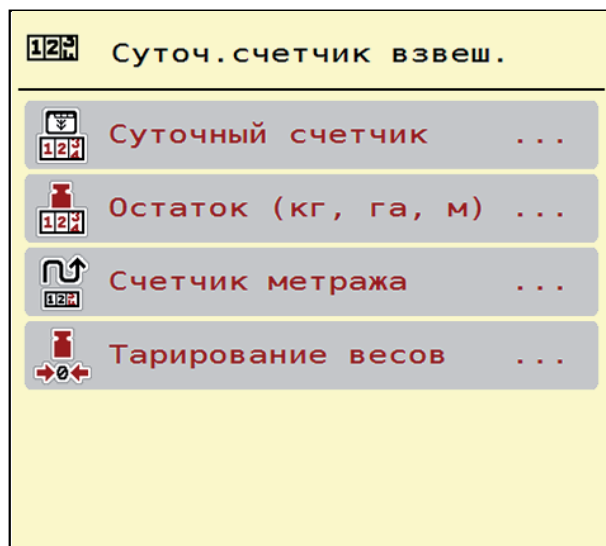 Суточ.счетчик взвеш.
Суточный счетчик ...
Остаток (кг, га, м) ...
Счетчик метража ...
Тарирование весов ...